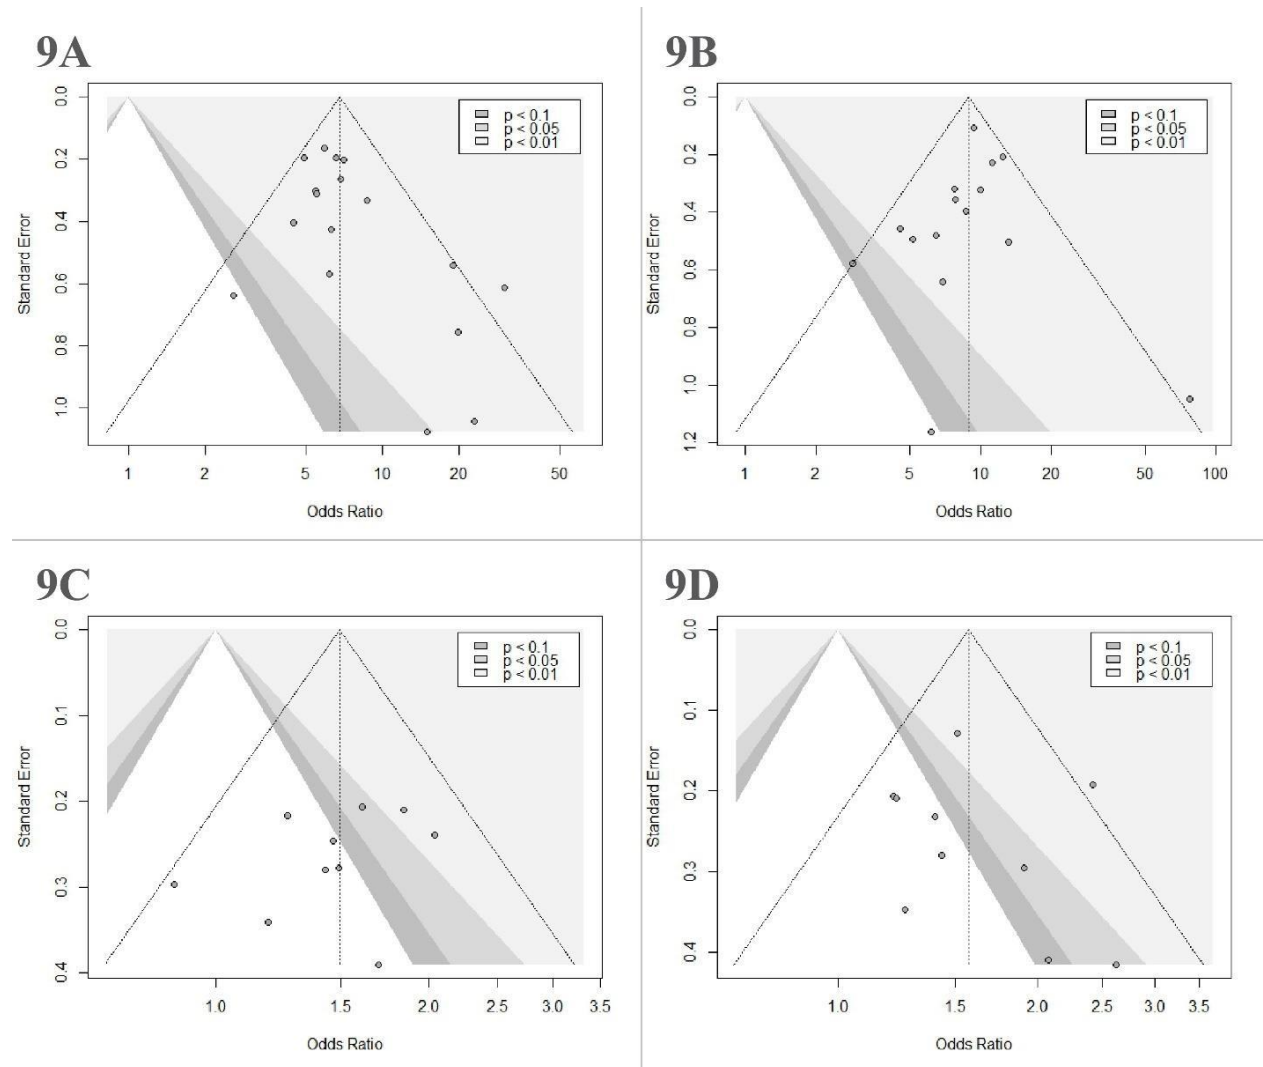 9A
p < 0.1
p < 0.05
p < 0.01
0.0
0.2
0.4
0.6
0.8
1.0
Standard Error
1 2 5 10 20 50
Odds Ratio
9B
p < 0.1
p < 0.05
p < 0.01
0.0
0.2
0.4
0.6
0.8
1.0
1.2
Standard Error
1 2 5 10 20 50 100
Odds Ratio
9C
p < 0.1
p < 0.05
p < 0.01
0.0
0.1
0.2
0.3
0.4
Standard Error
1.0 1.5 2.0 2.5 3.0 3.5
Odds Ratio
9D
p < 0.1
p < 0.05
p < 0.01
0.0
0.1
0.2
0.3
0.4
Standard Error
1.0 1.5 2.0 2.5 3.0 3.5
Odds Ratio